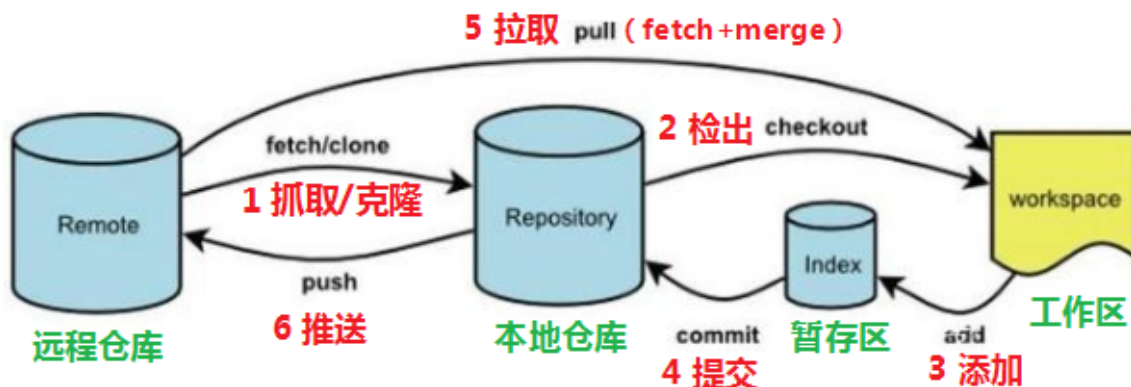 5 拉取 pull（fetch+merge）
fetch/clone
1 抓取/克隆
2 检出 checkout
Remote
Repository
workspace
Index
push
6 推送
commit
4 提交
add
3 添加
远程仓库
本地仓库
暂存区
工作区